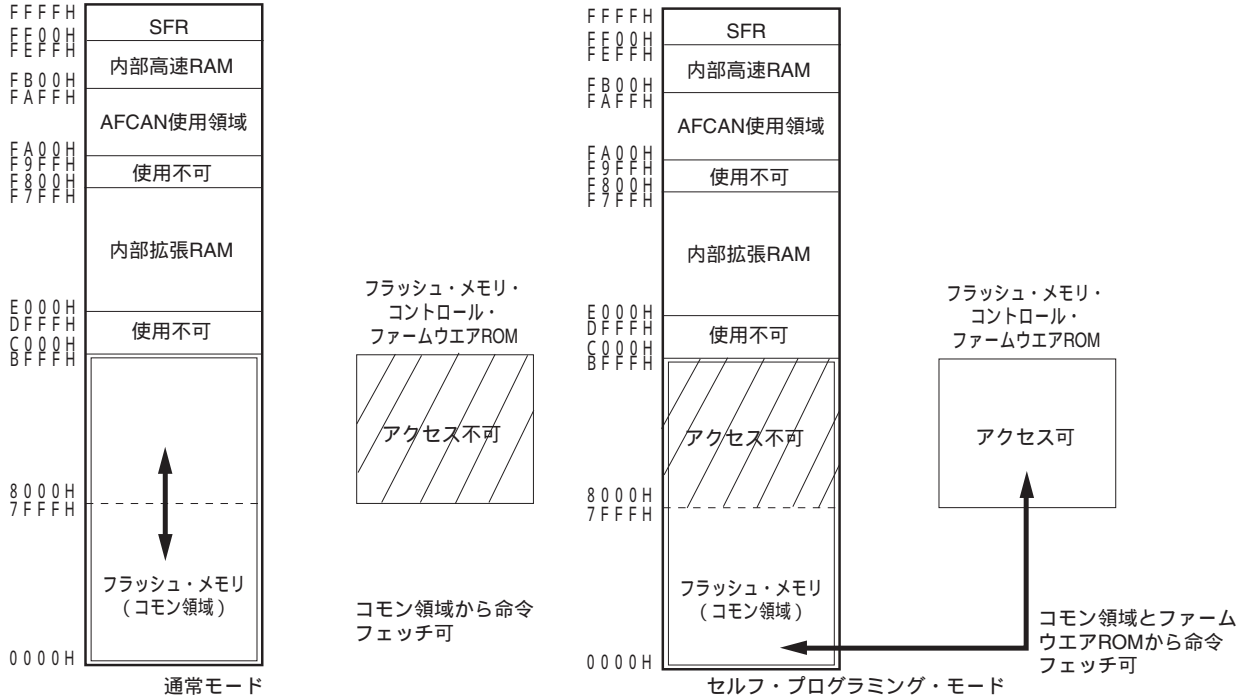 FFFFH
SFR
FF00H
FEFFH
内部高速RAM
FB00H
FAFFH
AFCAN使用領域
FA00H
F9FFH
使用不可
F800H
F7FFH
内部拡張RAM
E000H
DFFFH
使用不可
C000H
BFFFH
8000H
7FFFH
フラッシュ・メモリ
(コモン領域)
0000H
通常モード
フラッシュ・メモリ・
コントロール・
ファームウエアROM
アクセス不可
コモン領域から命令
フェッチ可
FFFFH
SFR
FF00H
FEFFH
内部高速RAM
FB00H
FAFFH
AFCAN使用領域
FA00H
F9FFH
使用不可
F800H
F7FFH
内部拡張RAM
E000H
DFFFH
使用不可
C000H
BFFFH
アクセス不可
8000H
7FFFH
フラッシュ・メモリ
(コモン領域)
0000H
セルフ・プログラミング・モード
フラッシュ・メモリ・
コントロール・
ファームウエアROM
アクセス可
コモン領域とファーム
ウエアROMから命令
フェッチ可